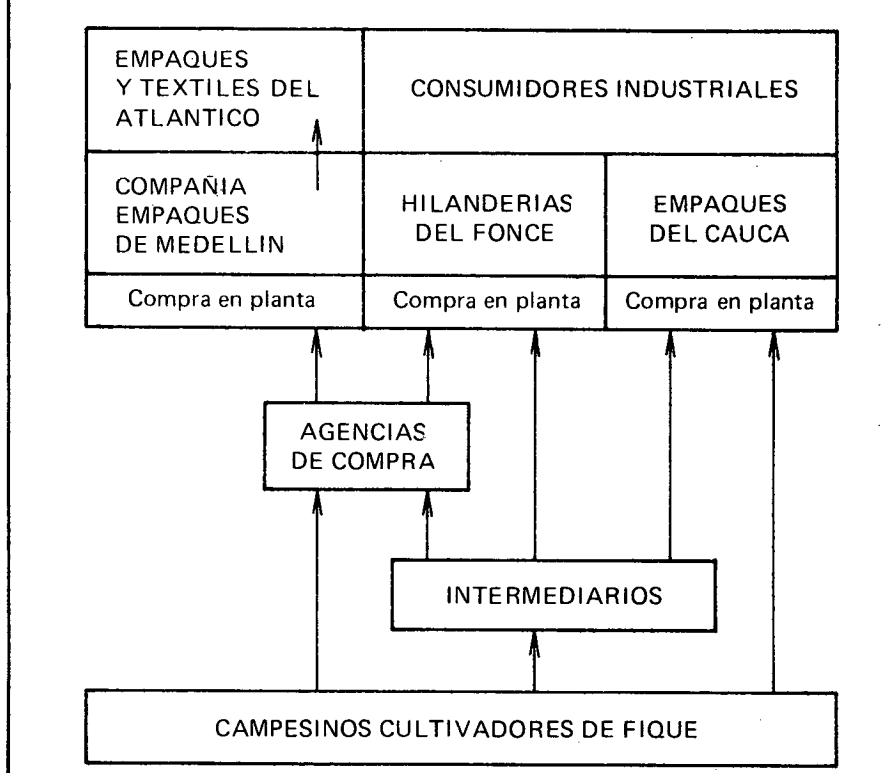 EMPAQUES
Y TEXTILES DEL
ATLANTICO
CONSUMIDORES INDUSTRIALES
COMPAÑIA
EMPAQUES
DE MEDELLIN
HILANDERIAS
DEL FONCE
EMPAQUES
DEL CAUCA
Compra en planta
Compra en planta
Compra en planta
AGENCIAS
DE COMPRA
INTERMEDIARIOS
CAMPESINOS CULTIVADORES DE FIQUE